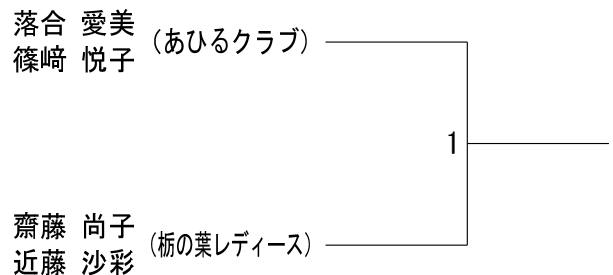 落合 愛美
篠﨑 悦子
(あひるクラブ)
1
齋藤 尚子
近藤 沙彩
(栃の葉レディース)